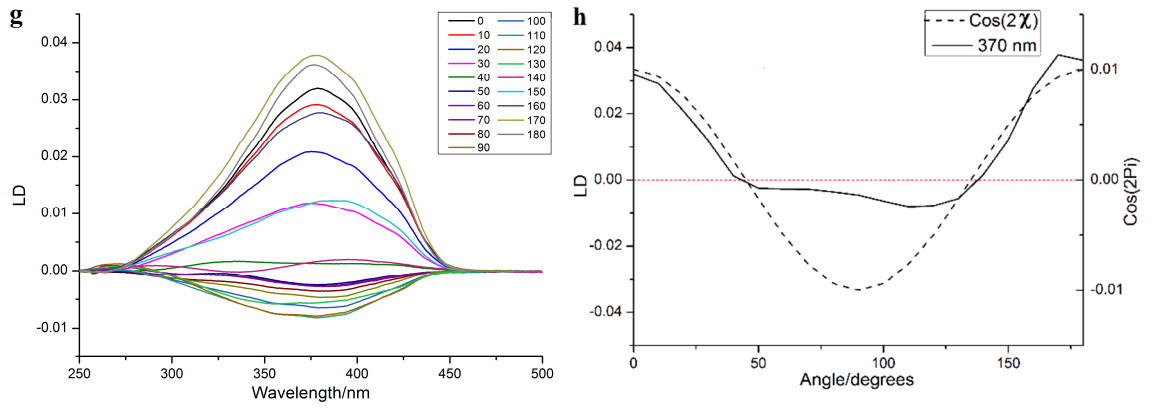 g
0 100
10 110
20 120
30 130
40 140
50 150
60 160
70 170
80 180
90
0.04
0.03
0.02
0.01
0.00
-0.01
LD
250 300 350 400 450 500
Wavelength/nm
h
Cos(2χ)
370 nm
0.04
0.02
0.00
-0.02
-0.04
LD
0.01
0.00
-0.01
Cos(2Pi)
0 50 100 150
Angle/degrees